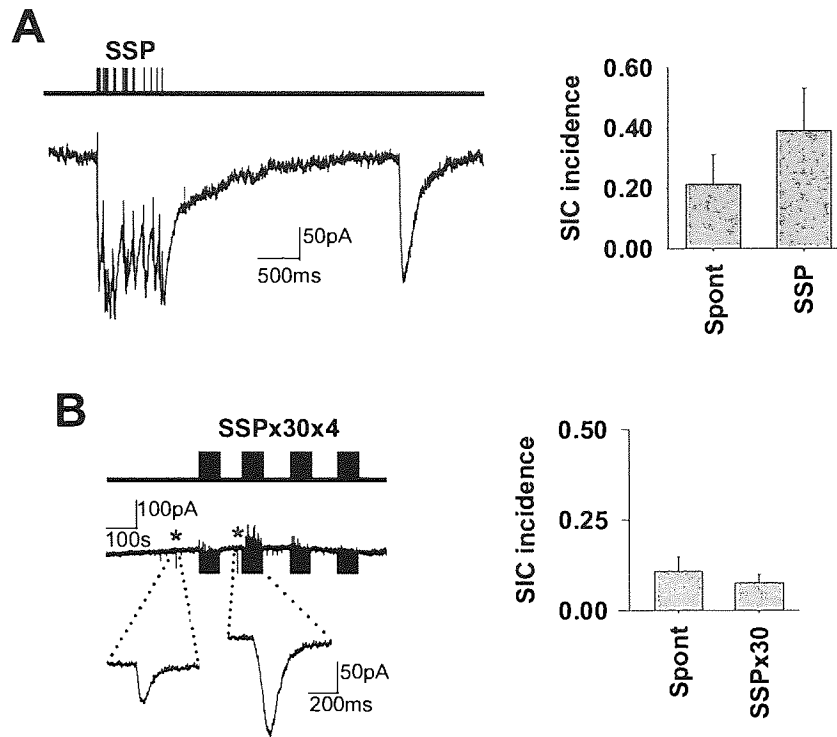 A
SSP
50pA
500ms
SIC incidence
0.60
0.40
0.20
0.00
Spont
SSP
B
SSPx30x4
100pA
100s
*
*
50pA
200ms
SIC incidence
0.50
0.25
0.00
Spont
SSPx30